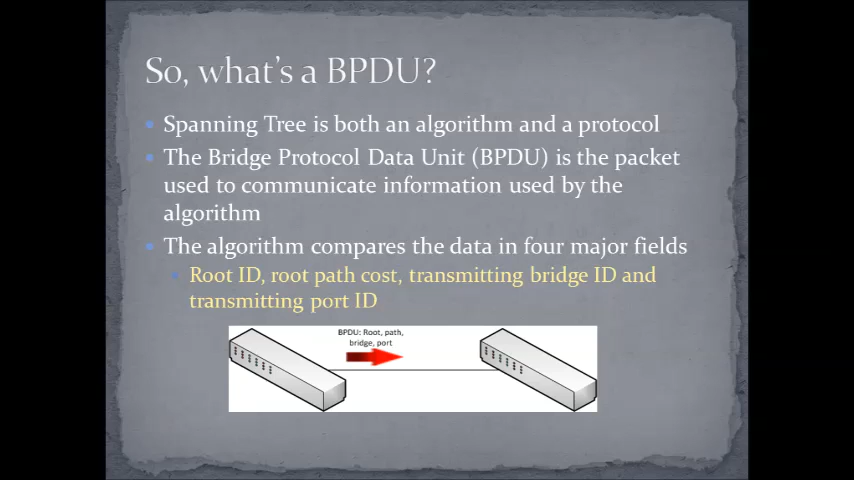 So, what's a BPDU?
Spanning Tree is both an algorithm and a protocol
The Bridge Protocol Data Unit (BPDU) is the packet
used to communicate information used by the
algorithm
The algorithm compares the data in four major fields
Root ID, root path cost, transmitting bridge ID and
transmitting port ID
BPDU: Root, path,
bridge, port